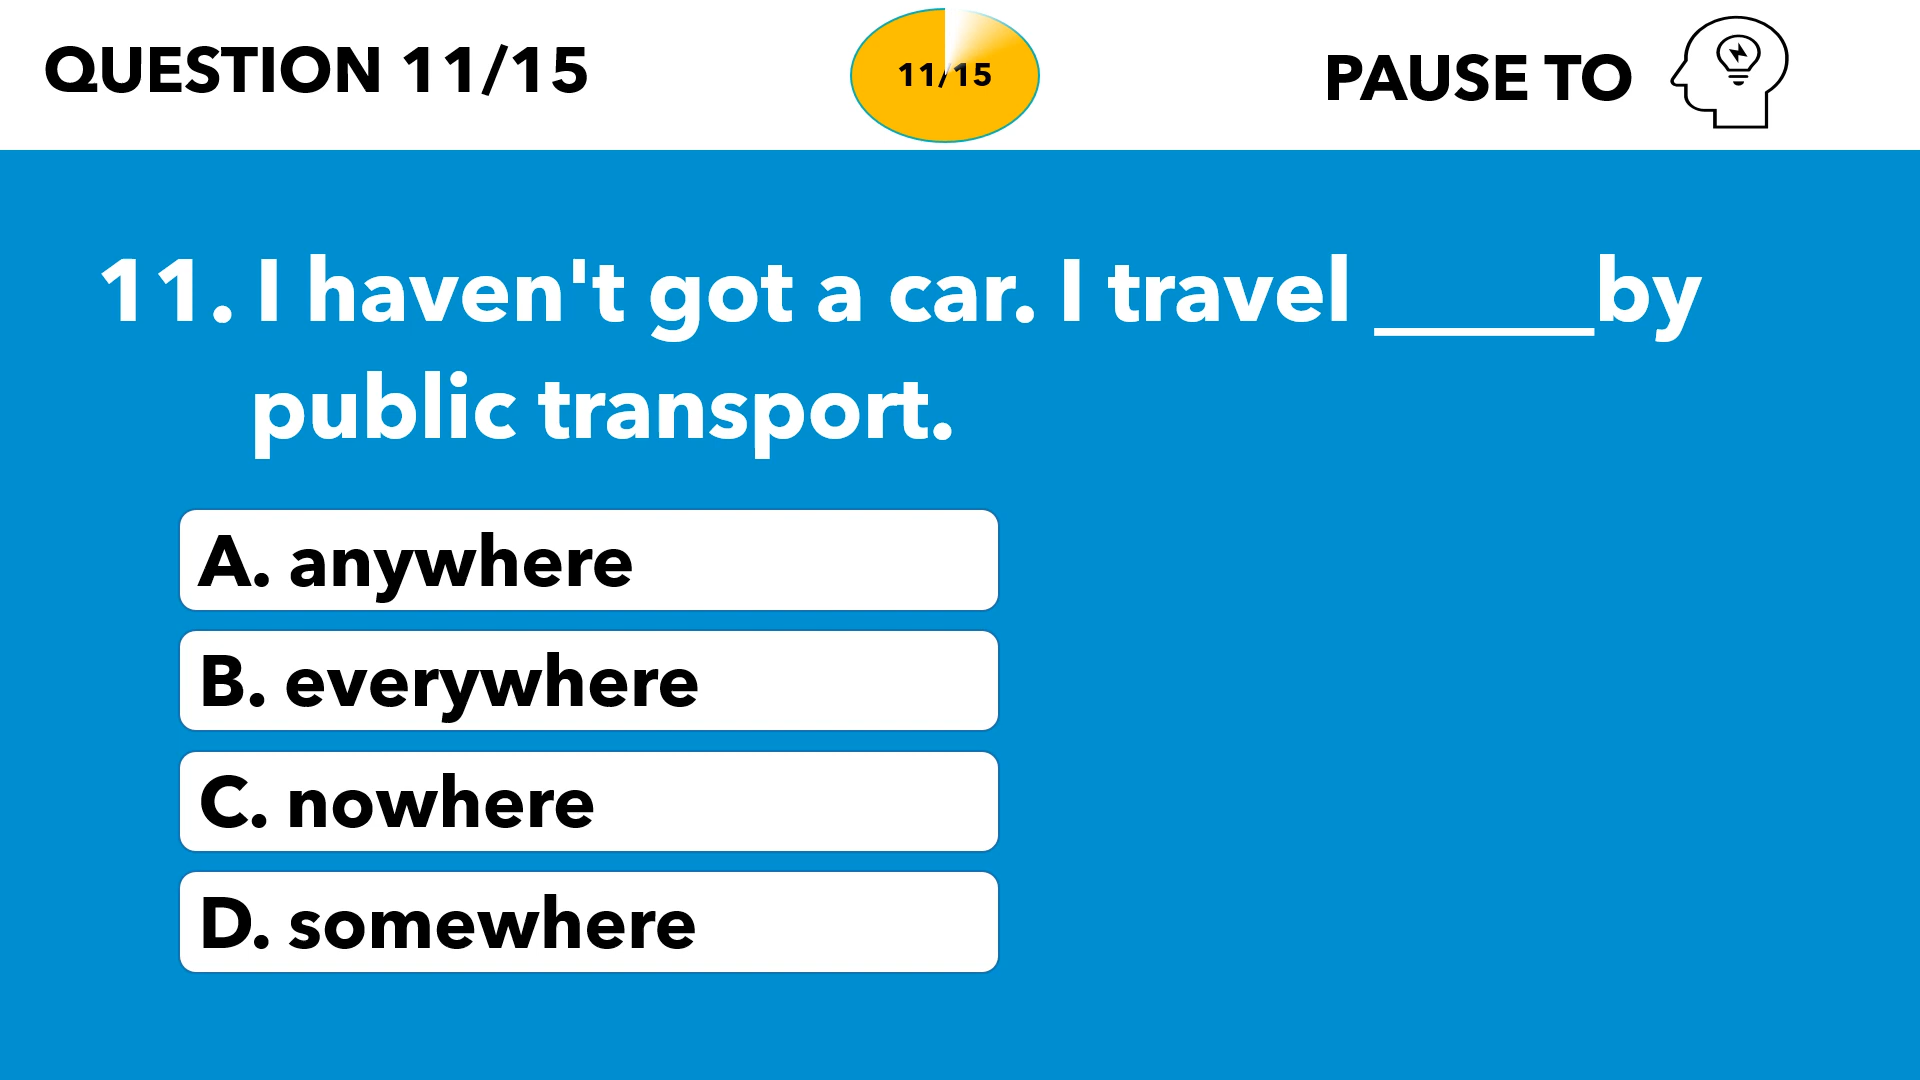 QUESTION 11/15
11/15
PAUSE TO
11. I haven't got a car. I travel _____by
public transport.
A. anywhere
B. everywhere
C. nowhere
D. somewhere